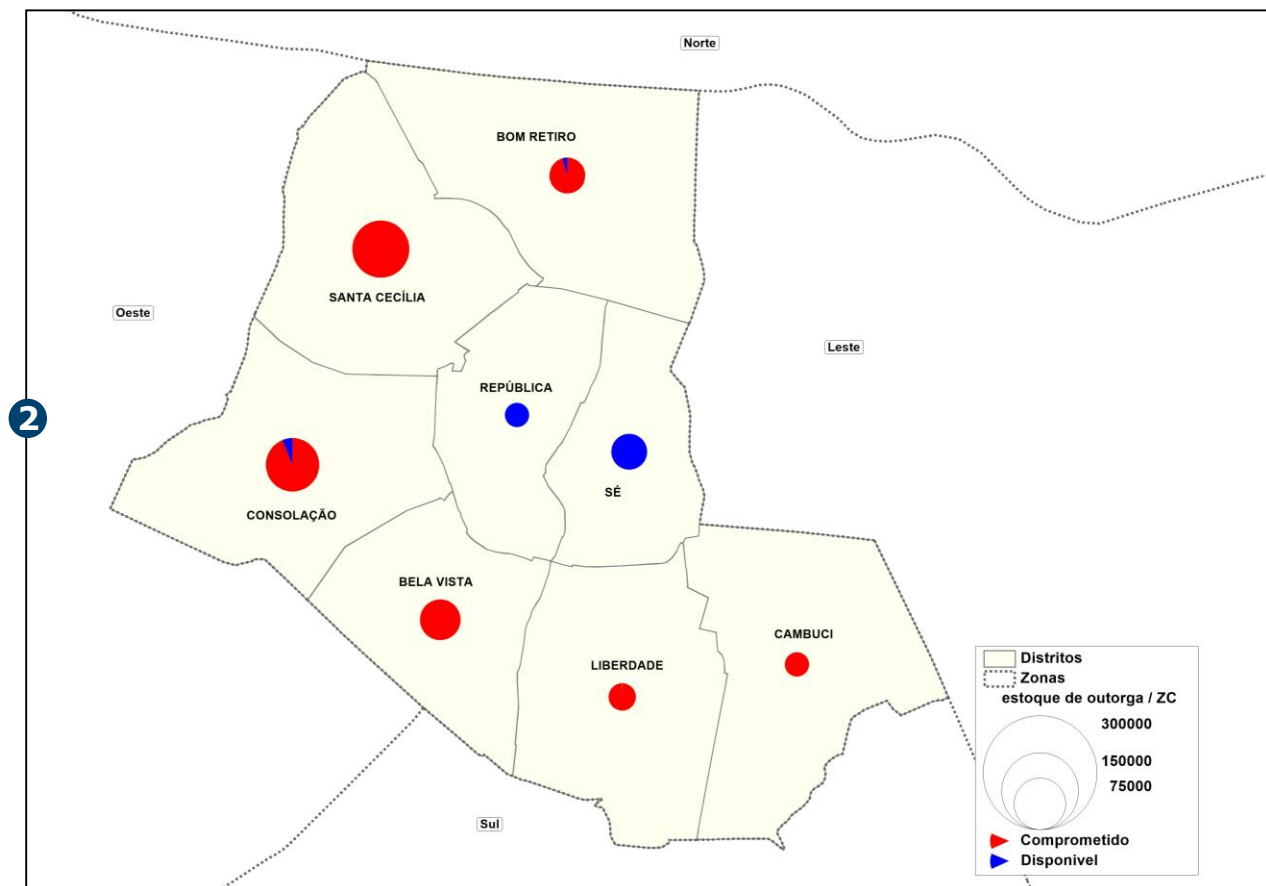 Norte
BOM RETIRO
SANTA CECÍLIA
Oeste
Leste
REPÚBLICA
2
SÉ
CONSOLAÇÃO
BELA VISTA
CAMBUCI
LIBERDADE
Sul
Distritos
Zonas
estoque de outorga / ZC
300000
150000
75000
Comprometido
Disponivel